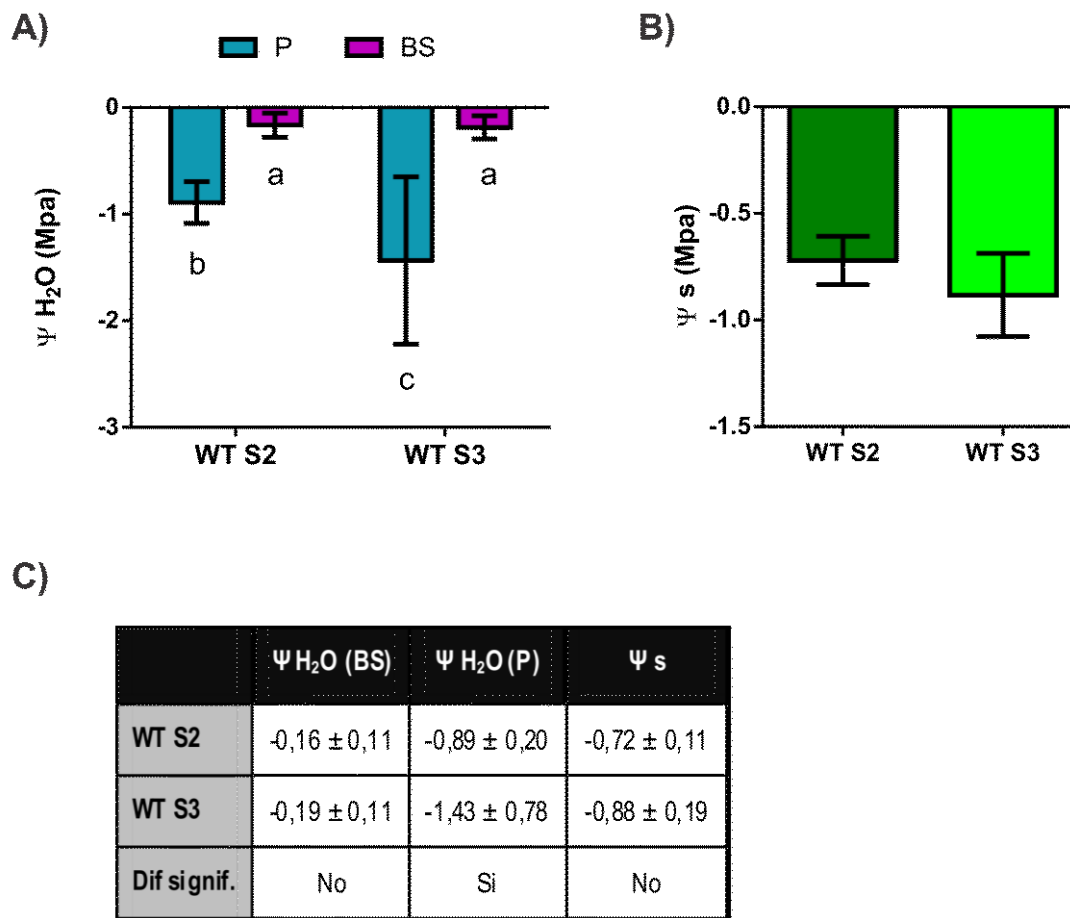 A)
P BS
0
-1
-2
-3
Ψ H₂O (Mpa)
a a
b
c
WT S2 WT S3
B)
0.0
-0.5
-1.0
-1.5
Ψ s (Mpa)
WT S2 WT S3
C)
Ψ H₂O (BS) Ψ H₂O (P) Ψ s
WT S2 -0,16 ± 0,11 -0,89 ± 0,20 -0,72 ± 0,11
WT S3 -0,19 ± 0,11 -1,43 ± 0,78 -0,88 ± 0,19
Dif signif. No Si No